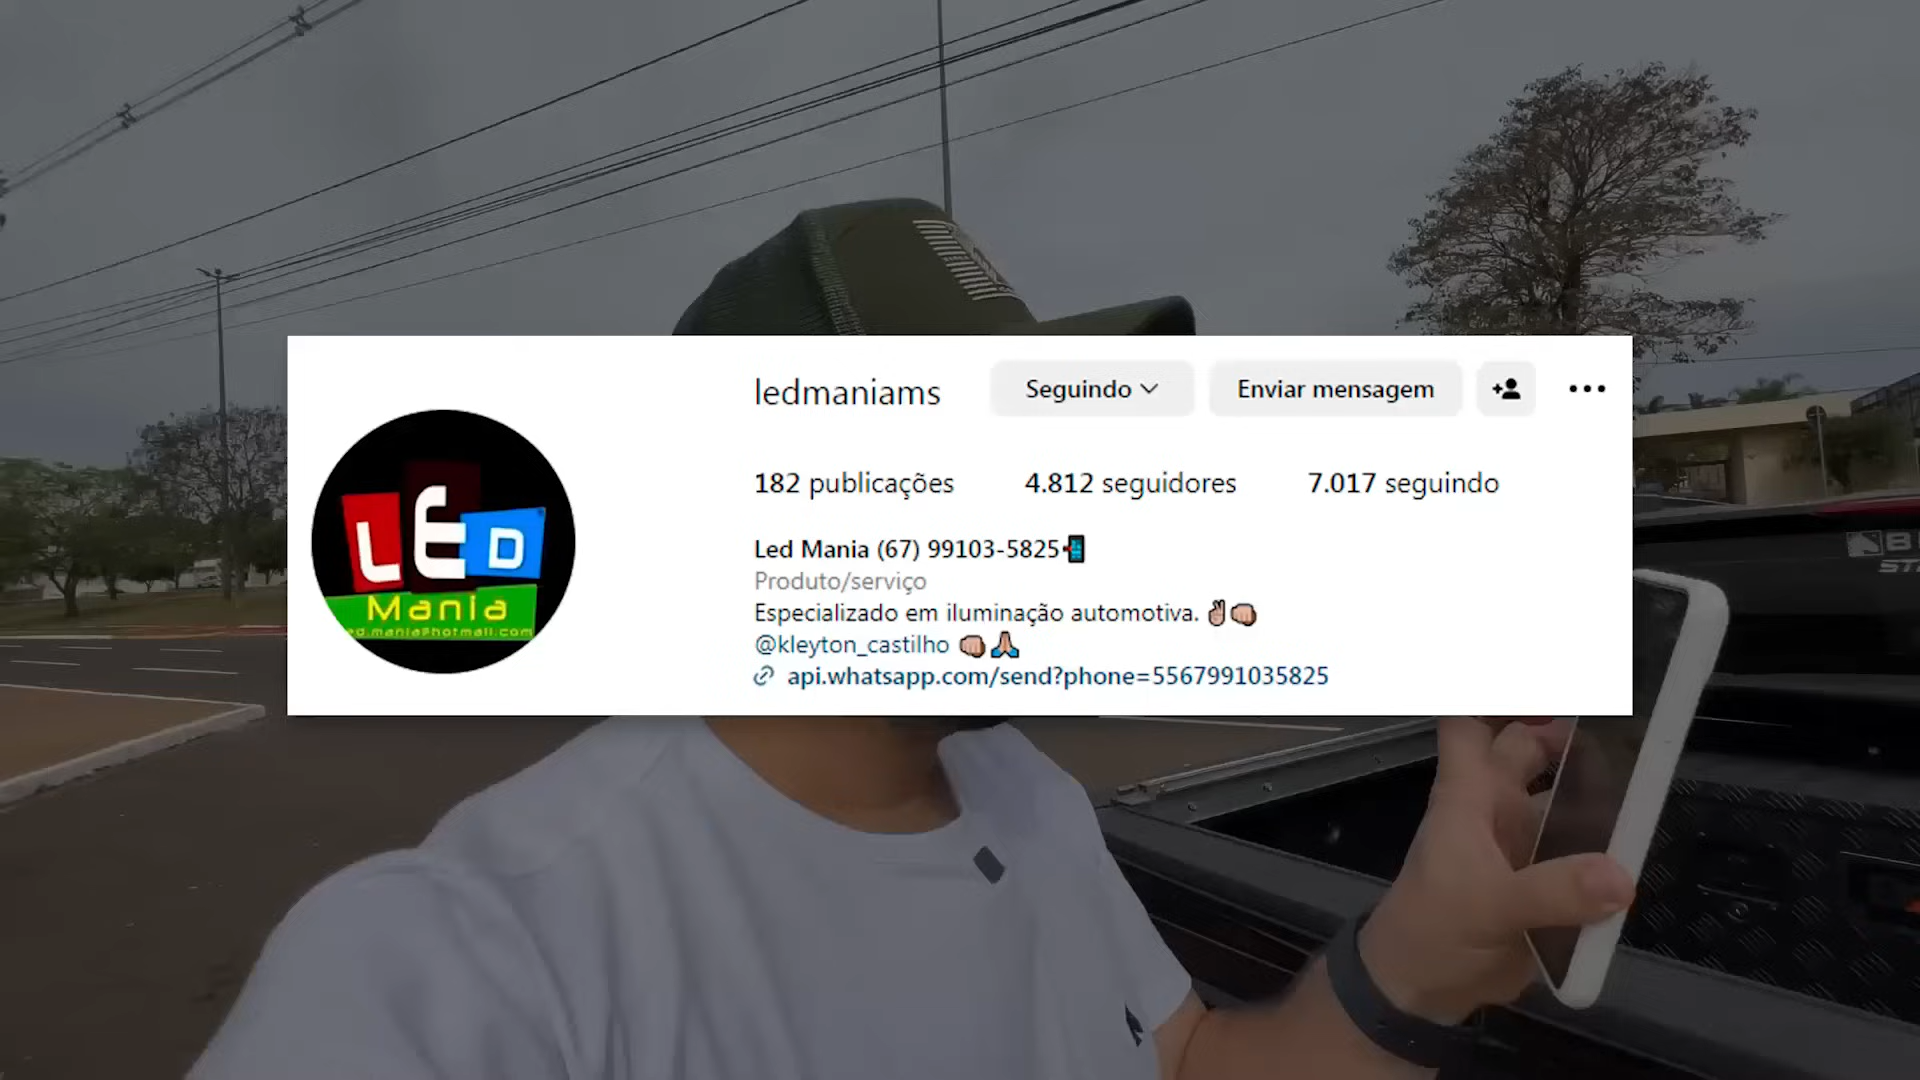 ledmaniams
Seguindo
Enviar mensagem
182 publicações
4.812 seguidores
7.017 seguindo
LED
Mania
Led Mania (67) 99103-5825
Produto/serviço
Especializado em iluminação automotiva.
@kleyton_castilho
api.whatsapp.com/send?phone=5567991035825